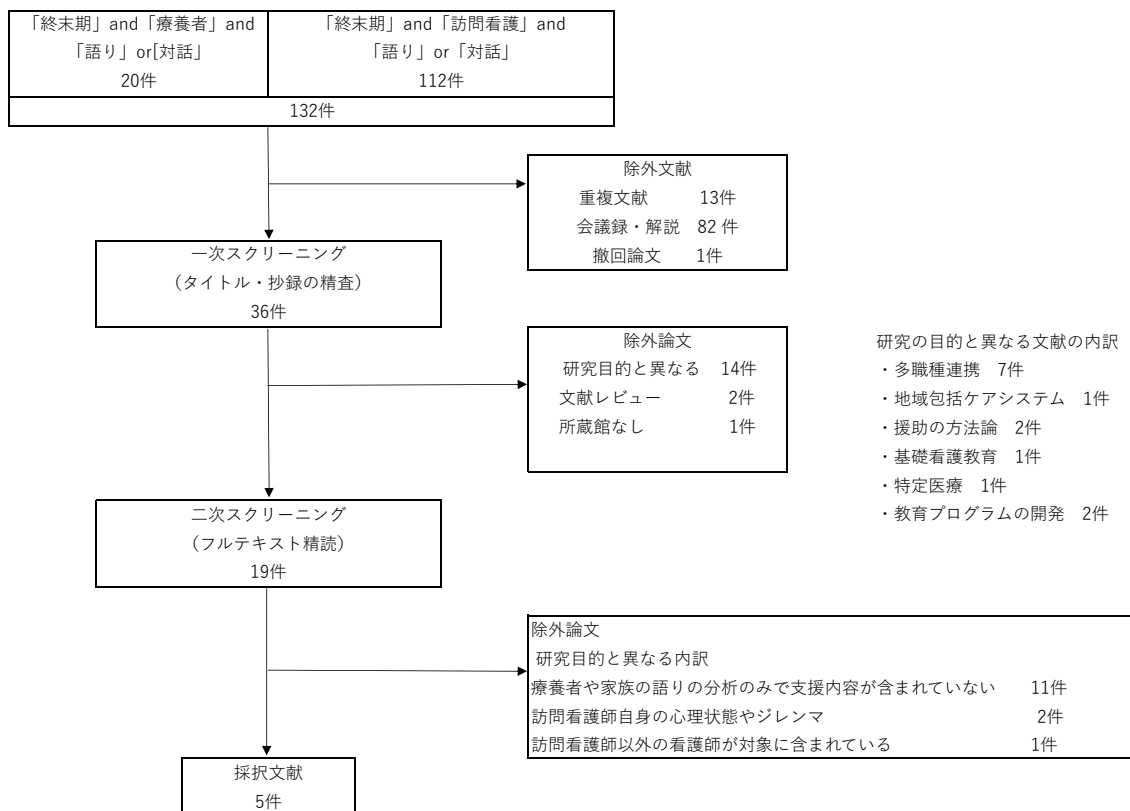 「終末期」and「療養者」and
「語り」or[対話」
20件
「終末期」and「訪問看護」and
「語り」or「対話」
112件
132件
除外文献
重複文献 13件
会議録・解説 82 件
撤回論文 1件
一次スクリーニング
（タイトル・抄録の精査）
36件
除外論文
研究目的と異なる 14件
文献レビュー 2件
所蔵館なし 1件
研究の目的と異なる文献の内訳
・多職種連携 7件
・地域包括ケアシステム 1件
・援助の方法論 2件
・基礎看護教育 1件
・特定医療 1件
・教育プログラムの開発 2件
二次スクリーニング
（フルテキスト精読）
19件
除外論文
研究目的と異なる内訳
療養者や家族の語りの分析のみで支援内容が含まれていない 11件
訪問看護師自身の心理状態やジレンマ 2件
訪問看護師以外の看護師が対象に含まれている 1件
採択文献
5件